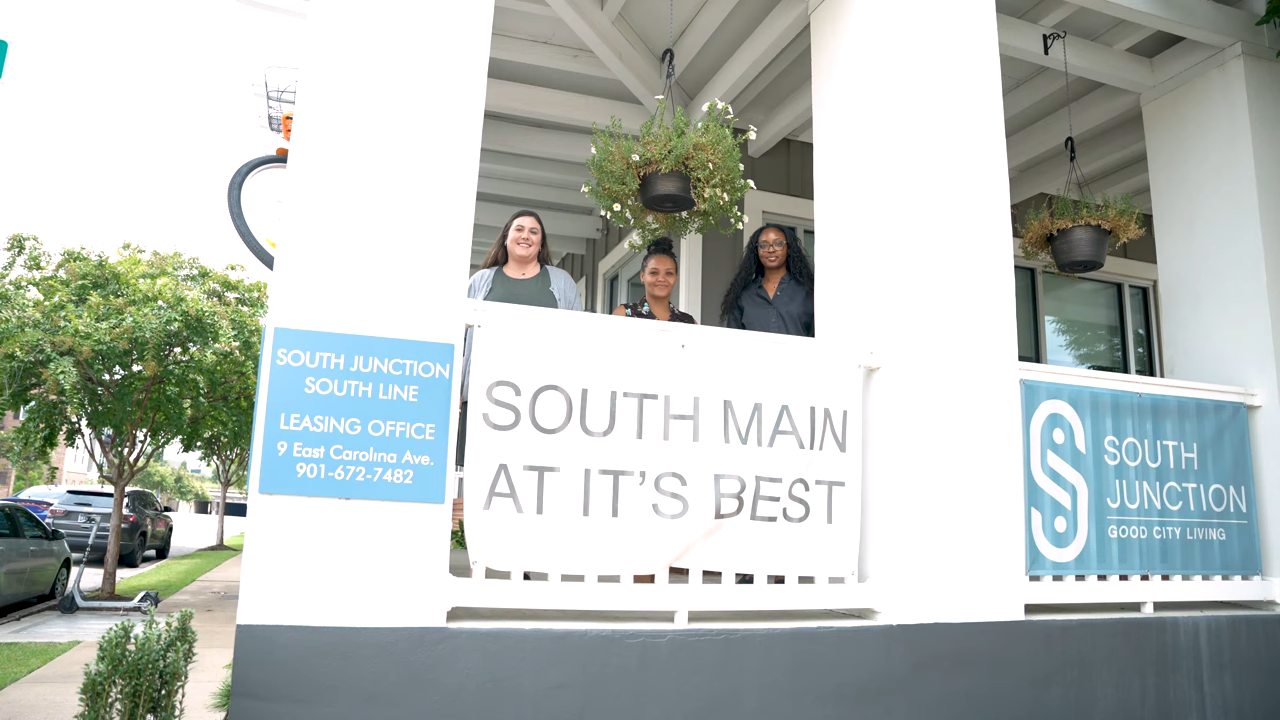 SOUTH JUNCTION
SOUTH LINE
LEASING OFFICE
9 East Carolina Ave.
901-672-7482
SOUTH MAIN
AT IT'S BEST
SOUTH
JUNCTION
GOOD CITY LIVING